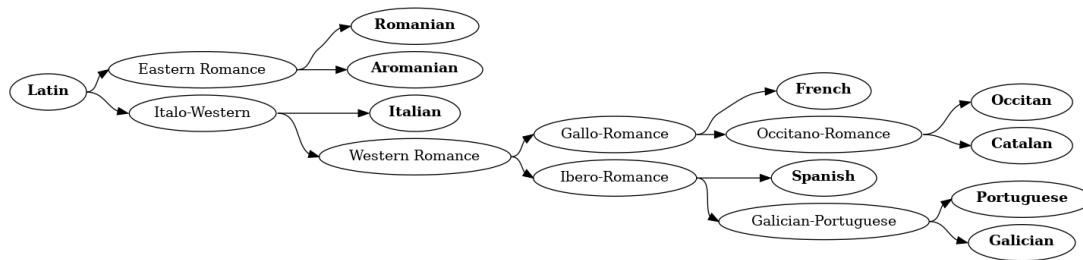 Latin
Eastern Romance
Romanian
Aromanian
Italo-Western
Italian
Western Romance
Gallo-Romance
French
Occitano-Romance
Occitan
Catalan
Ibero-Romance
Spanish
Galician-Portuguese
Portuguese
Galician